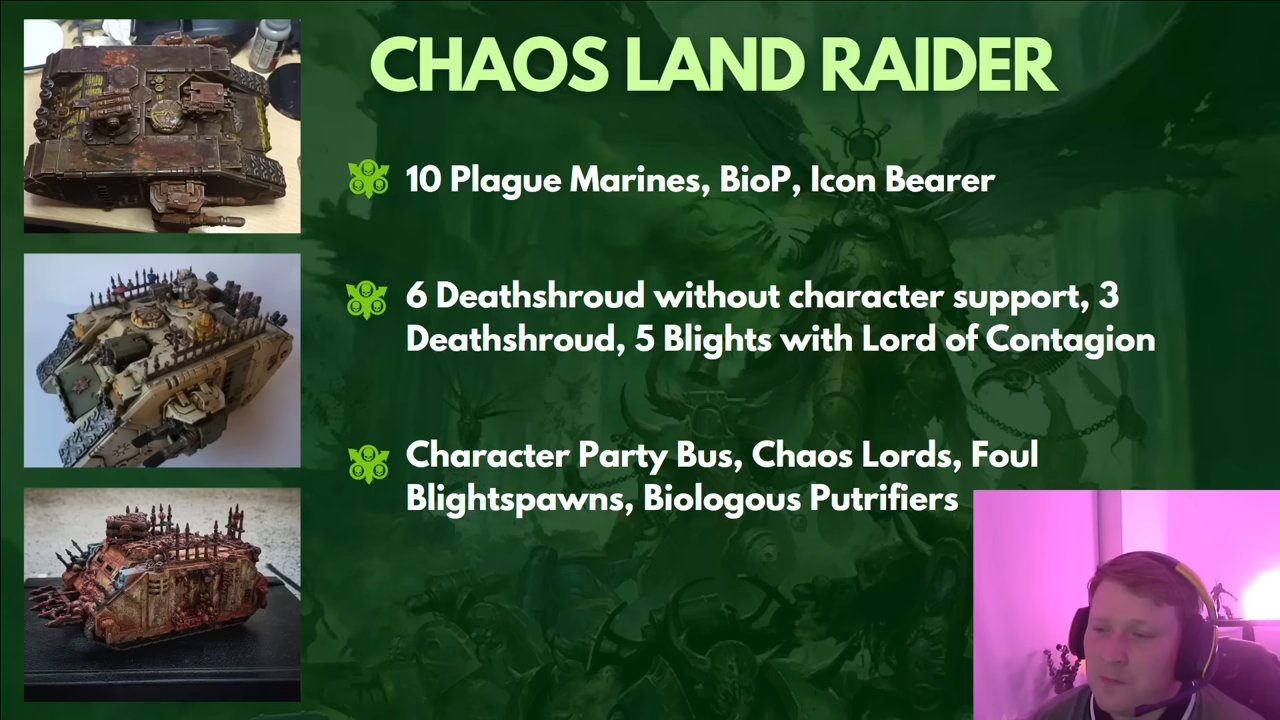 CHAOS LAND RAIDER
10 Plague Marines, BioP, Icon Bearer
6 Deathshroud without character support, 3
Deathshroud, 5 Blights with Lord of Contagion
Character Party Bus, Chaos Lords, Foul
Blightspawns, Biologous Putrifiers